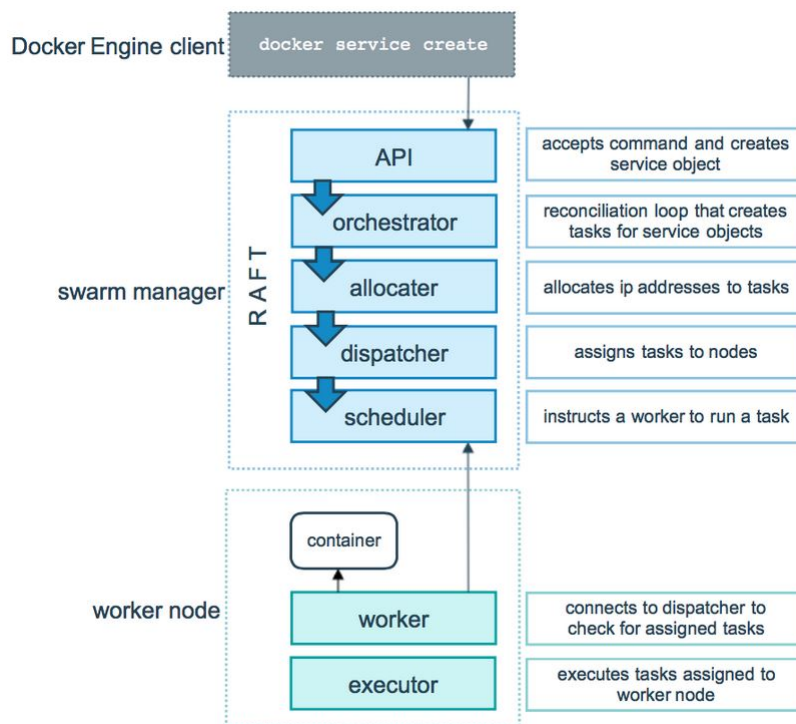 Docker Engine client
docker service create
swarm manager
RAFT
API
accepts command and creates
service object
orchestrator
reconciliation loop that creates
tasks for service objects
allocater
allocates ip addresses to tasks
dispatcher
assigns tasks to nodes
scheduler
instructs a worker to run a task
worker node
container
worker
connects to dispatcher to
check for assigned tasks
executor
executes tasks assigned to
worker node